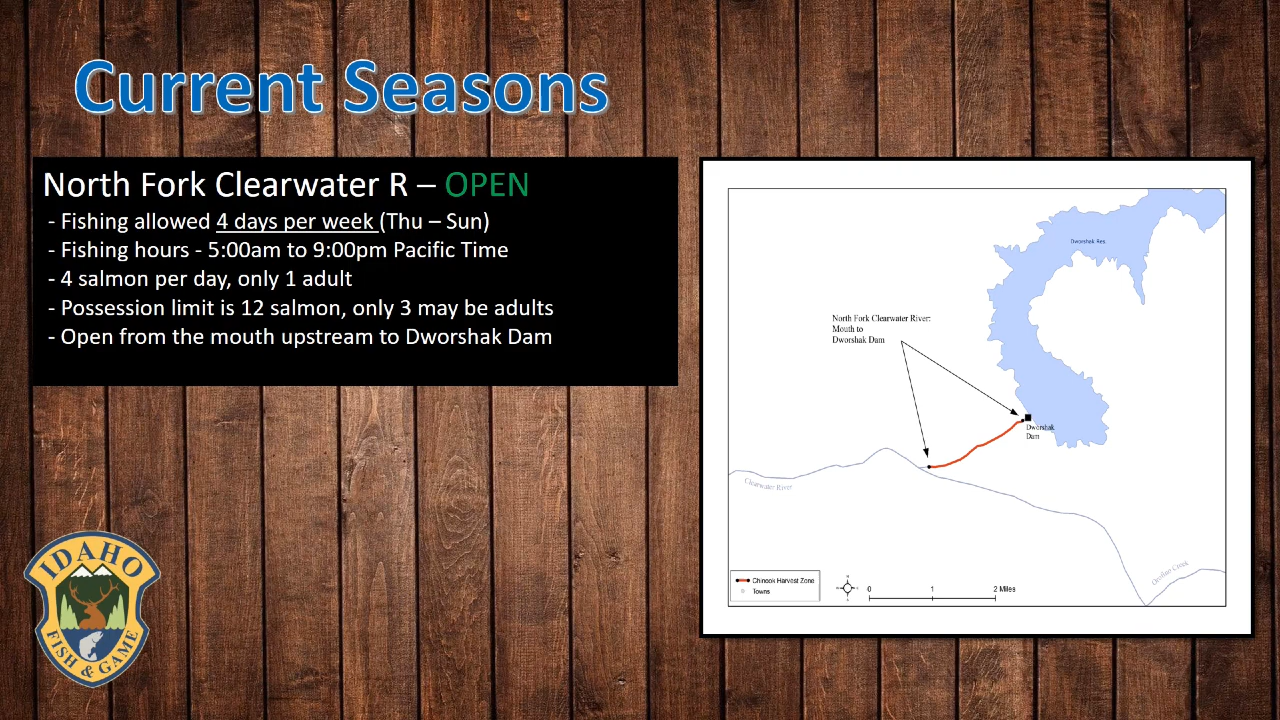 Current Seasons
North Fork Clearwater R – OPEN
- Fishing allowed 4 days per week (Thu – Sun)
- Fishing hours - 5:00am to 9:00pm Pacific Time
- 4 salmon per day, only 1 adult
- Possession limit is 12 salmon, only 3 may be adults
- Open from the mouth upstream to Dworshak Dam
Dworshak Res.
North Fork Clearwater River:
Mouth to
Dworshak Dam
Dworshak
Dam
Clearwater River
Creek
Chinook Harvest Zone
Towns
0 1 2 Miles
IDAHO
FISH & GAME